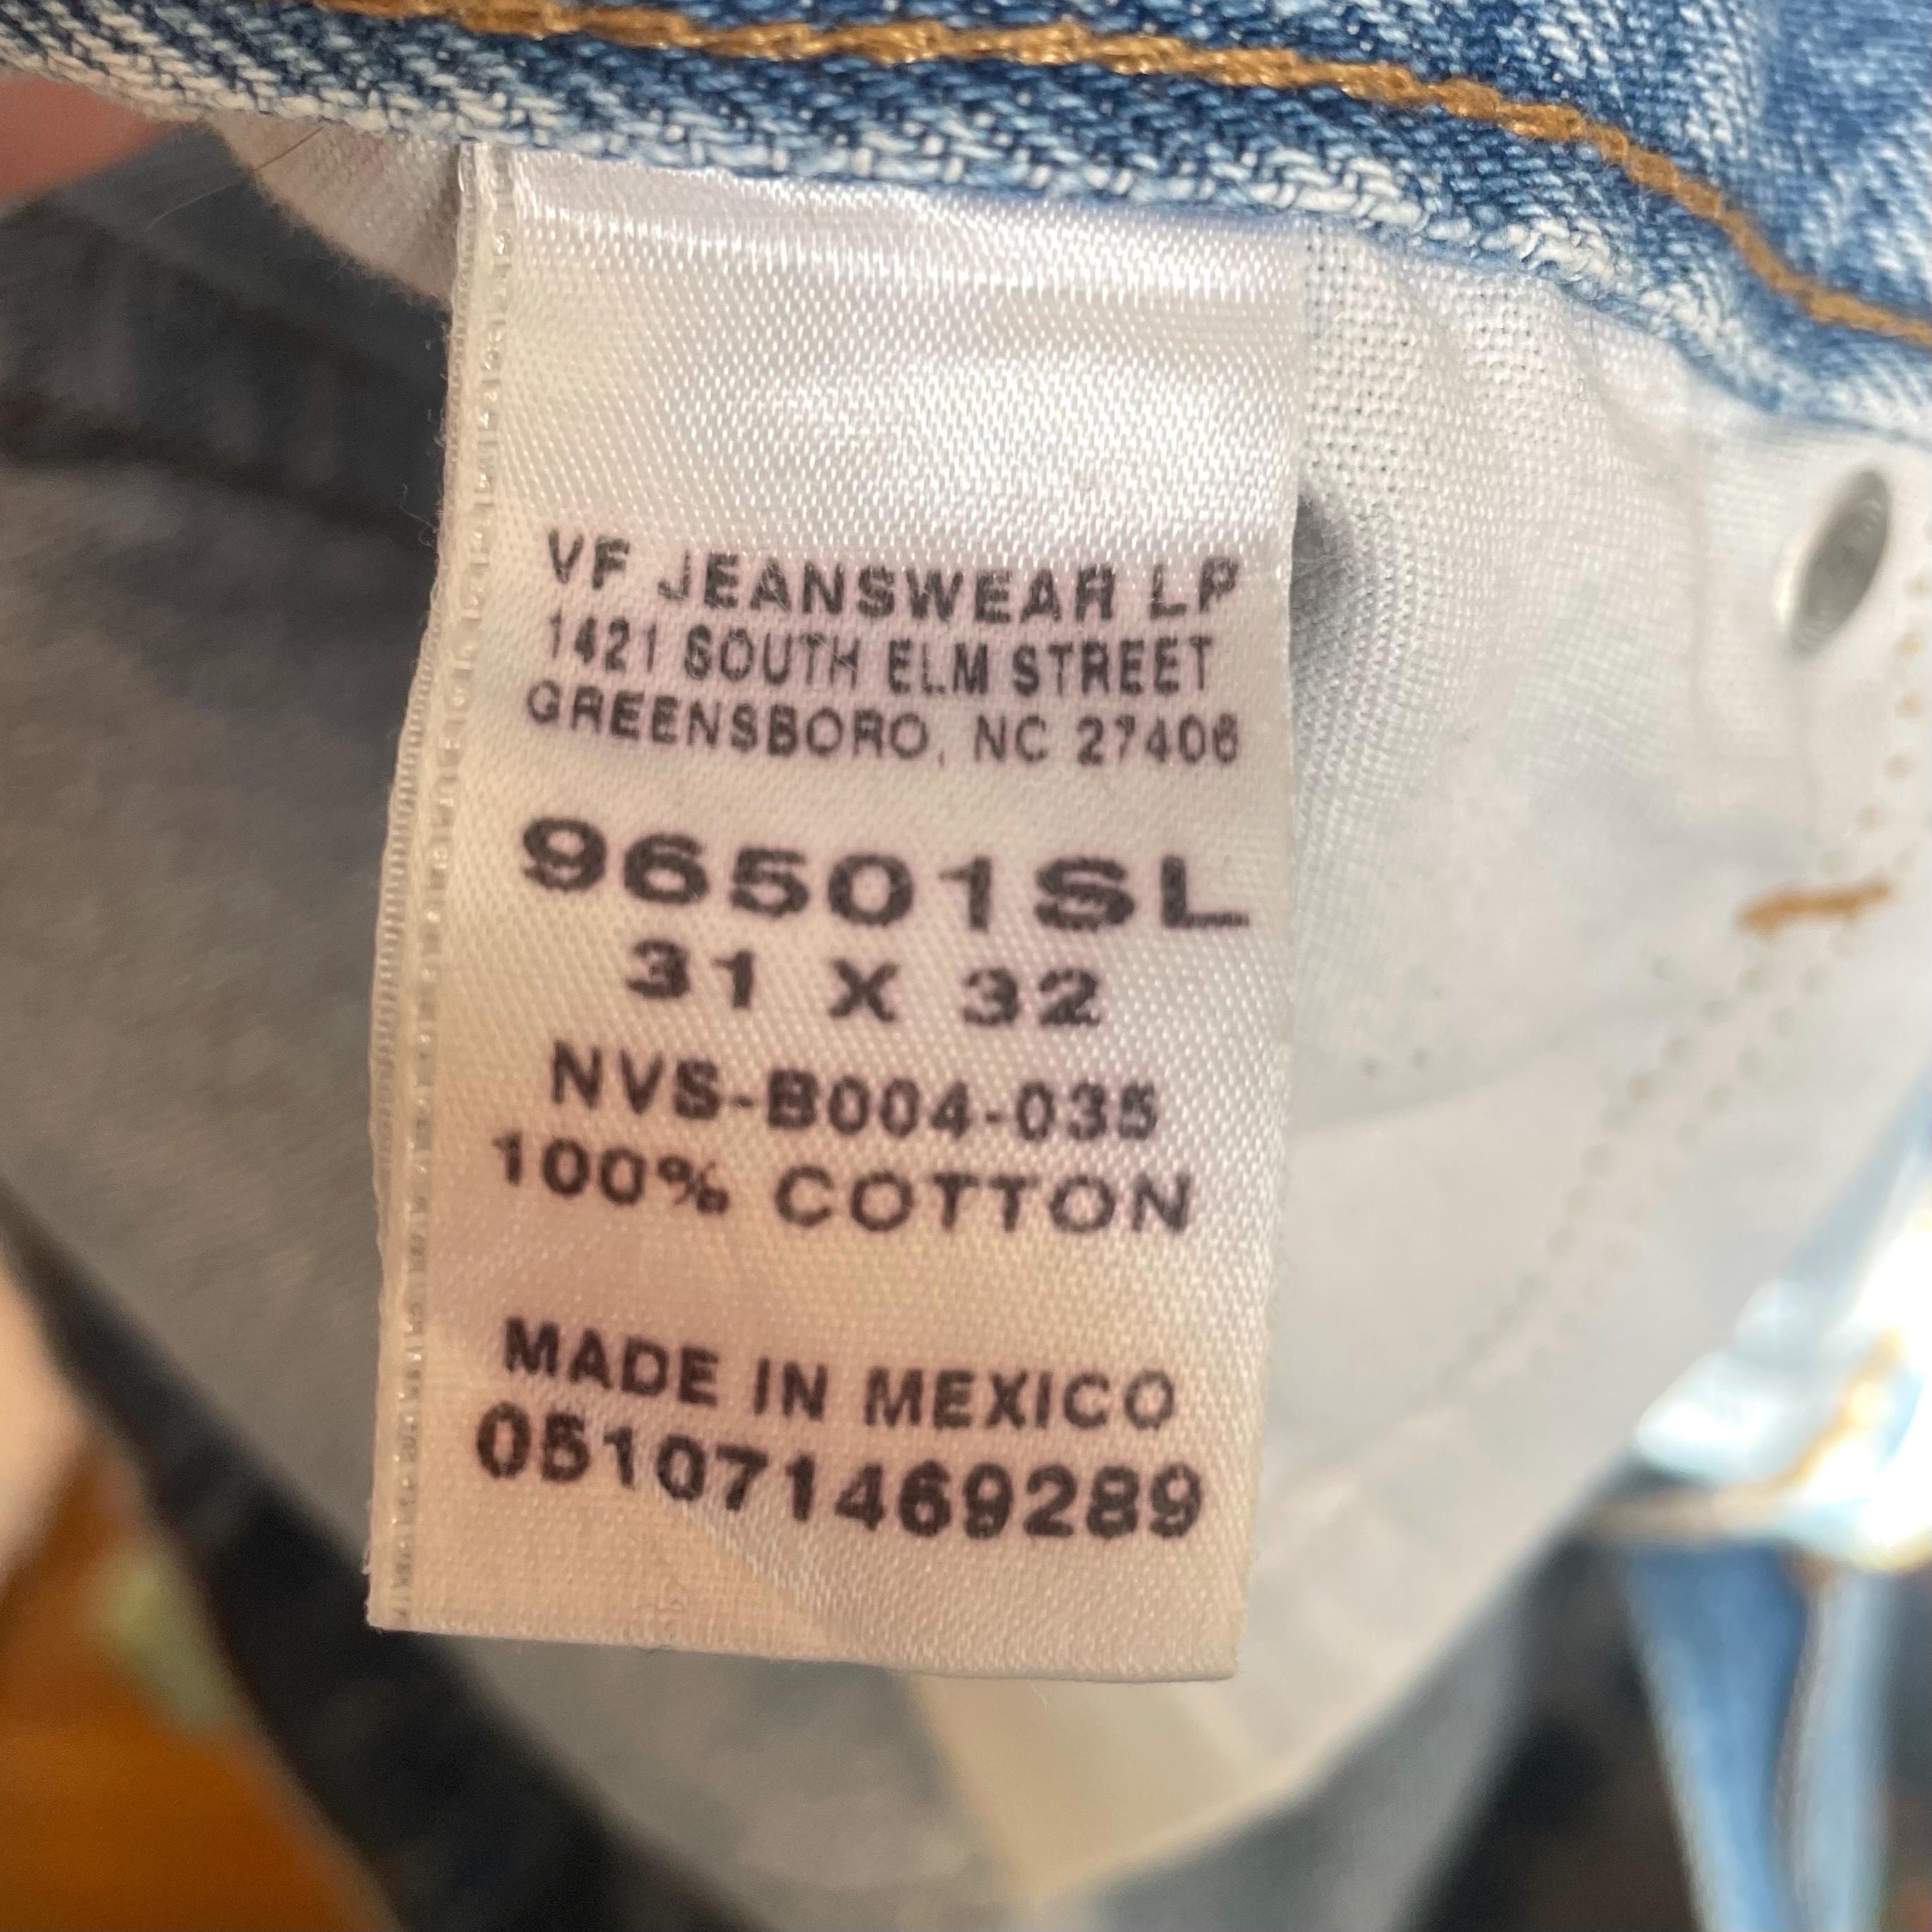 VF JEANSWEAR LP
1421 SOUTH ELM STREET
GREENSBORO, NC 27406
96501SL
31 X 32
NVS-B004-035
100% COTTON
MADE IN MEXICO
051071469289